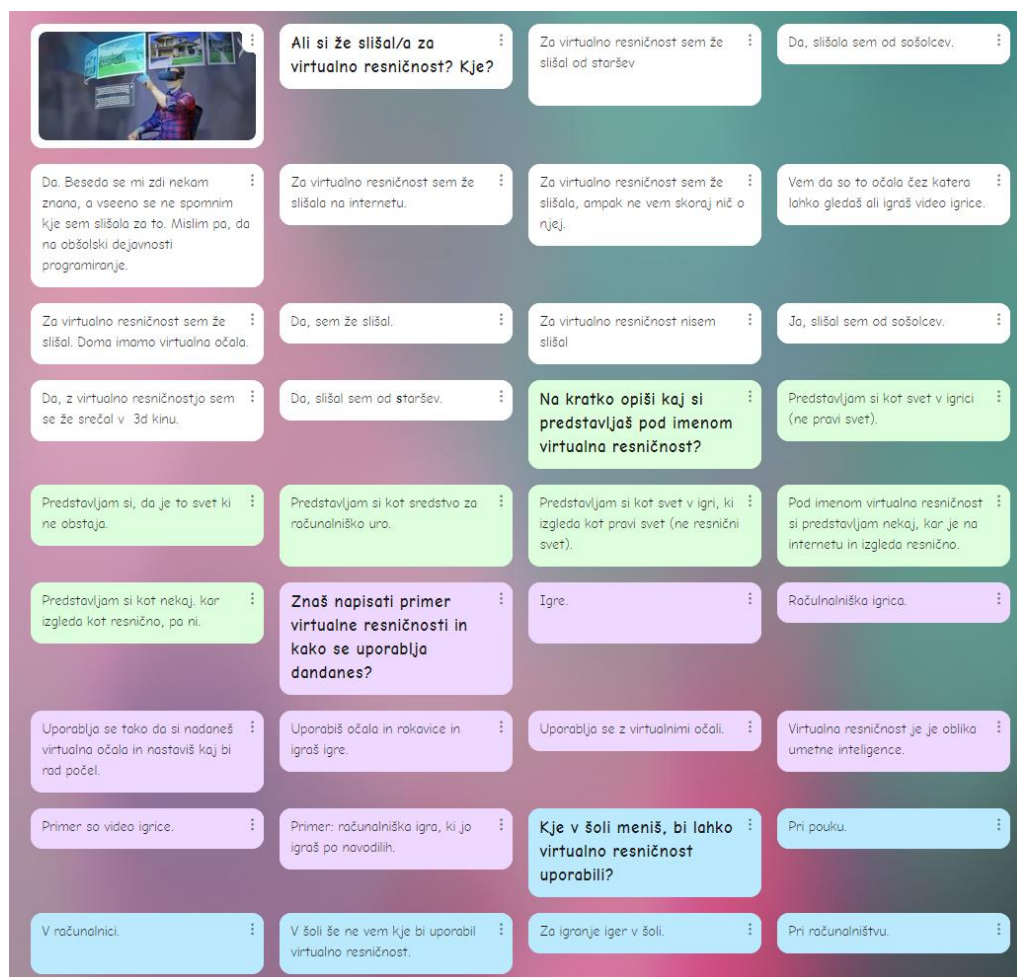 Ali si že slišal/a za
virtualno resničnost? Kje?
Za virtualno resničnost sem že
slišal od staršev
Da, slišala sem od sošolcev.
Da. Beseda se mi zdi nekam
znana, a vseeno se ne spomnim
kje sem slišala za to. Mislim pa, da
na obšolski dejavnosti
programiranje.
Za virtualno resničnost sem že
slišala na internetu.
Za virtualno resničnost sem že
slišala, ampak ne vem skoraj nič o
njej.
Vem da so to očala čez katera
lahko gledaš ali igraš video igrice.
Za virtualno resničnost sem že
slišal. Doma imamo virtualna očala.
Da, sem že slišal.
Za virtualno resničnost nisem
slišal
Ja, slišal sem od sošolcev.
Da, z virtualno resničnostjo sem
se že srečal v 3d kinu.
Da, slišal sem od staršev.
Na kratko opiši kaj si
predstavljaš pod imenom
virtualna resničnost?
Predstavljam si kot svet v igrici
(ne pravi svet).
Predstavljam si, da je to svet ki
ne obstaja.
Predstavljam si kot sredstvo za
računalniško uro.
Predstavljam si kot svet v igri, ki
izgleda kot pravi svet (ne resnični
svet).
Pod imenom virtualna resničnost
si predstavljam nekaj, kar je na
internetu in izgleda resnično.
Predstavljam si kot nekaj. kar
izgleda kot resnično, pa ni.
Znaš napisati primer
virtualne resničnosti in
kako se uporablja
dandanes?
Igre.
Račulnalniška igrica.
Uporablja se tako da si nadaneš
virtualna očala in nastaviš kaj bi
rad počel.
Uporabiš očala in rokavice in
igraš igre.
Uporablja se z virtualnimi očali.
Virtualna resničnost je je oblika
umetne inteligence.
Primer so video igrice.
Primer: računalniška igra, ki jo
igraš po navodilih.
Kje v šoli meniš, bi lahko
virtualno resničnost
uporabili?
Pri pouku.
V računalnici.
V šoli še ne vem kje bi uporabil
virtualno resničnost.
Za igranje iger v šoli.
Pri računalništvu.